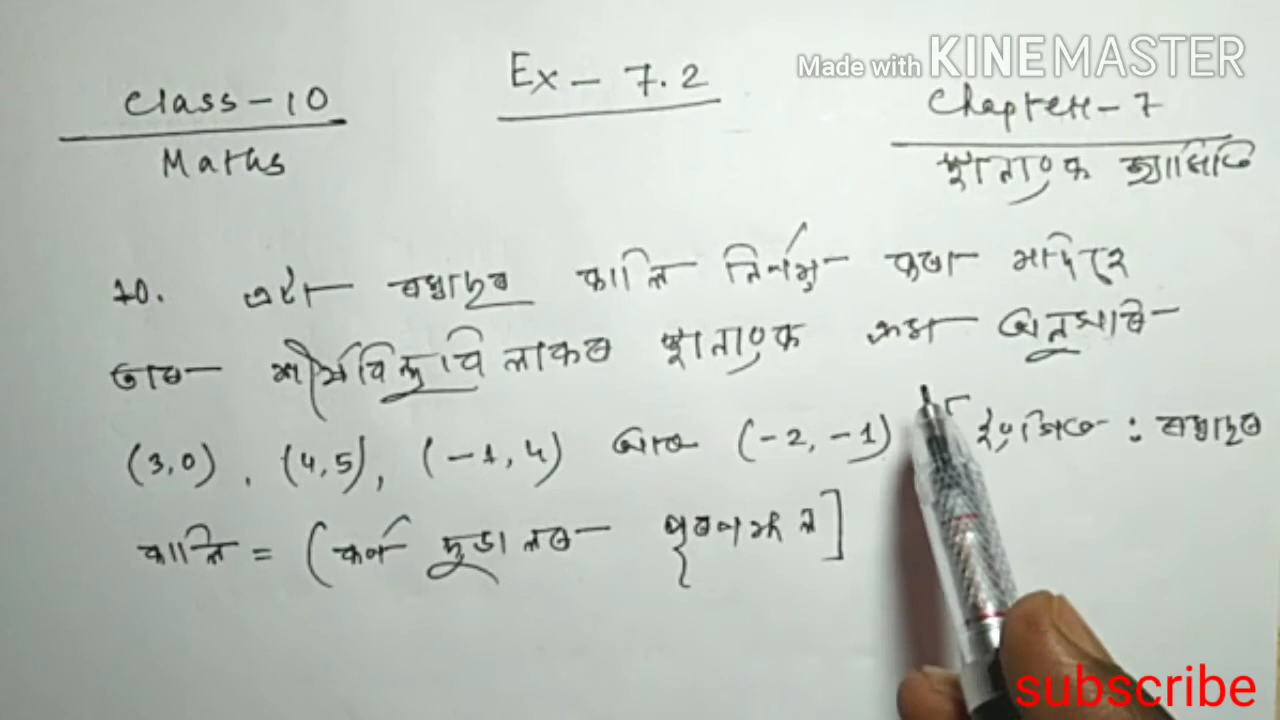 Made with KINEMASTER
Class-10 Ex-7.2 Chapter-7
Maths স্থানাংক জ্যামিতি
10. এটা ৰম্বাছৰ কালি নিৰ্ণয় কৰা যদিহে
তাৰ শীৰ্ষবিন্দুবিলাকৰ স্থানাংক ক্ৰম অনুসাৰে
(3,0), (4,5), (-1,4) আৰু (-2,-1) [ইংগিত : ৰম্বাছৰ
কালি = (কৰ্ণ দুডালৰ পূৰণফল]
subscribe